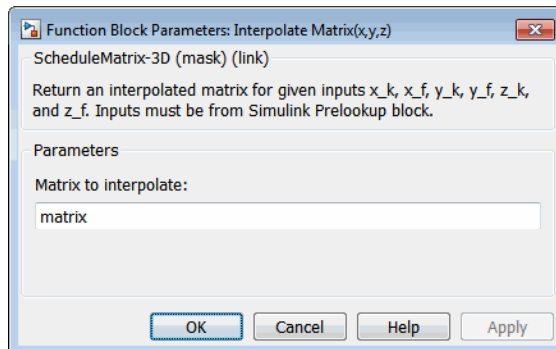 Function Block Parameters: Interpolate Matrix(x,y,z)
ScheduleMatrix-3D (mask) (link)
Return an interpolated matrix for given inputs x_k, x_f, y_k, y_f, z_k,
and z_f. Inputs must be from Simulink Prelookup block.
Parameters
Matrix to interpolate:
matrix
OK Cancel Help Apply